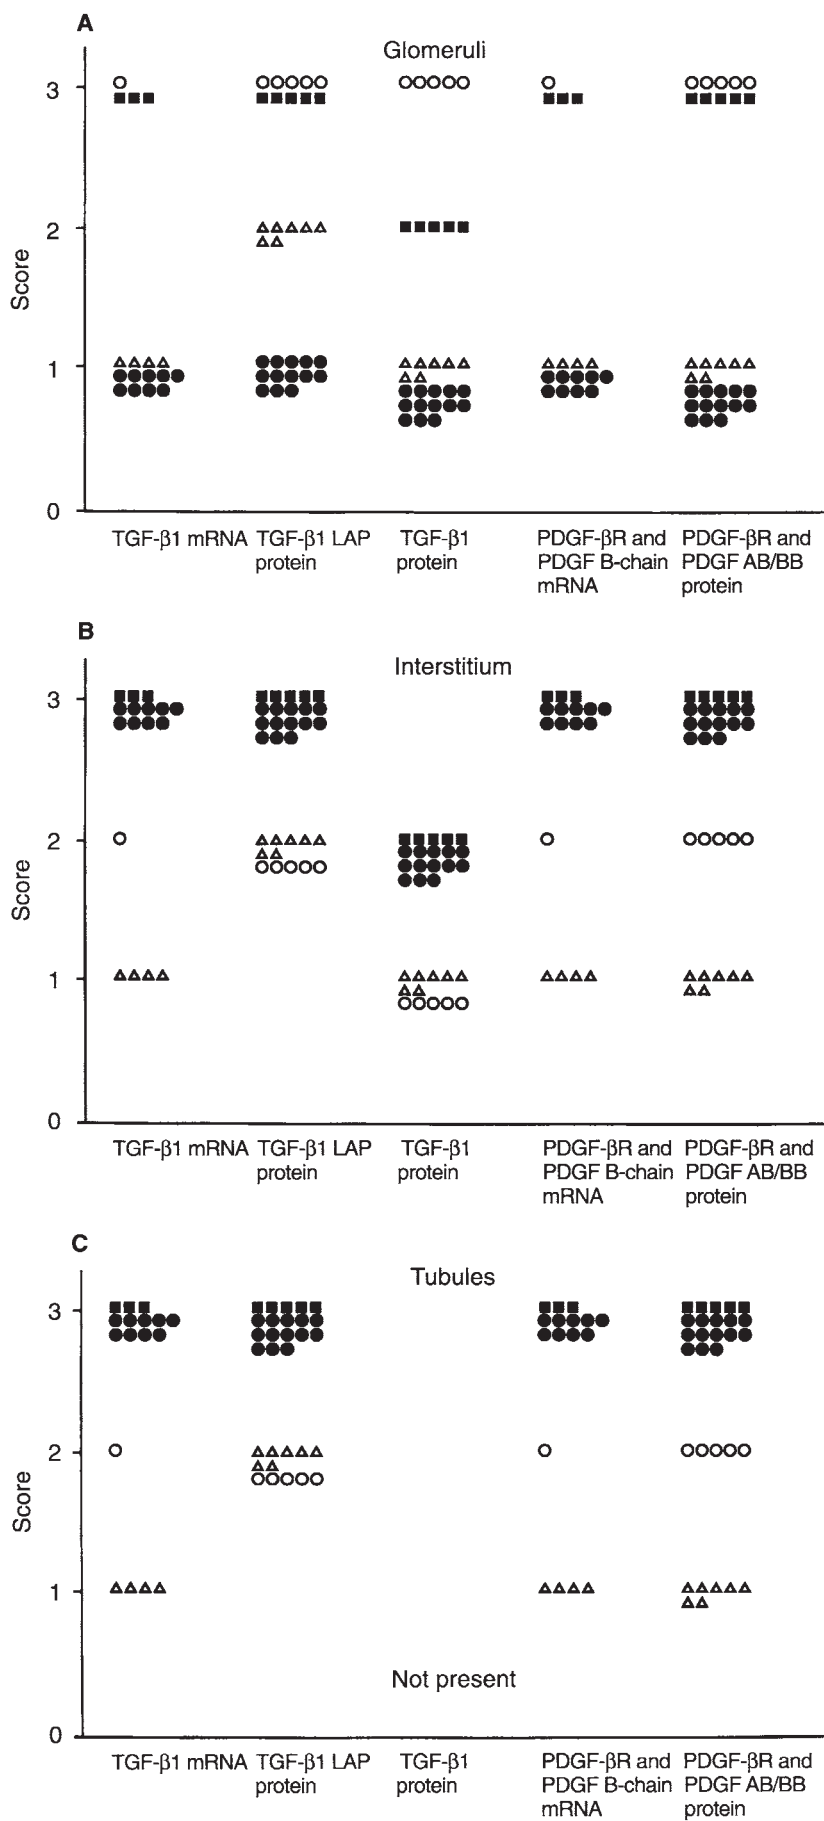 A
Glomeruli
3
2
Score
1
0
TGF-β1 mRNA TGF-β1 LAP TGF-β1 PDGF-βR and PDGF-βR and
protein protein PDGF B-chain PDGF AB/BB
mRNA protein
B
Interstitium
3
2
Score
1
0
TGF-β1 mRNA TGF-β1 LAP TGF-β1 PDGF-βR and PDGF-βR and
protein protein PDGF B-chain PDGF AB/BB
mRNA protein
C
Tubules
3
2
Score
1
Not present
0
TGF-β1 mRNA TGF-β1 LAP TGF-β1 PDGF-βR and PDGF-βR and
protein protein PDGF B-chain PDGF AB/BB
mRNA protein